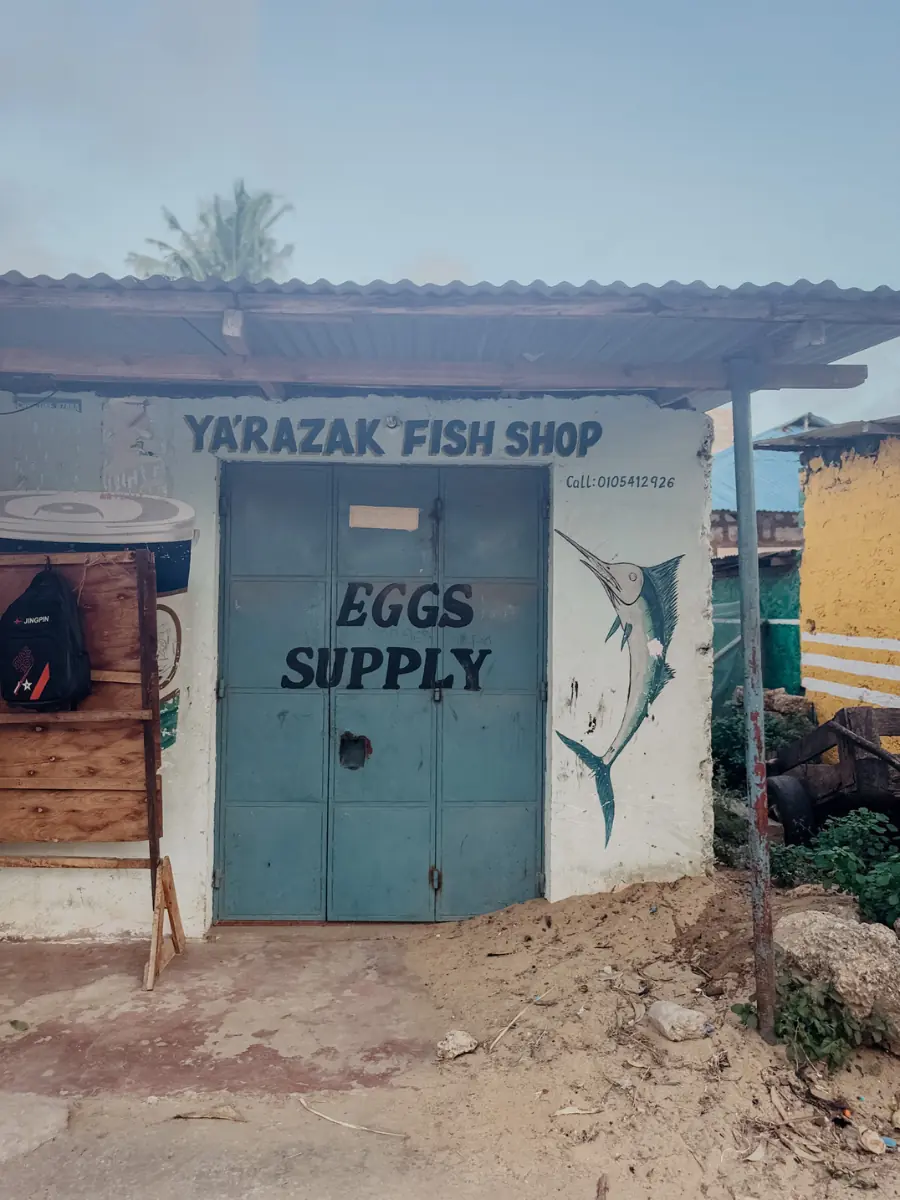 YA'RAZAK FISH SHOP
Call:0105412926
EGGS
SUPPLY
JINGPIN